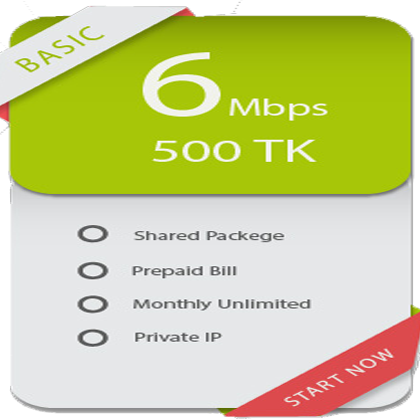 BASIC
6 Mbps
500 TK
Shared Packege
Prepaid Bill
Monthly Unlimited
Private IP
START NOW